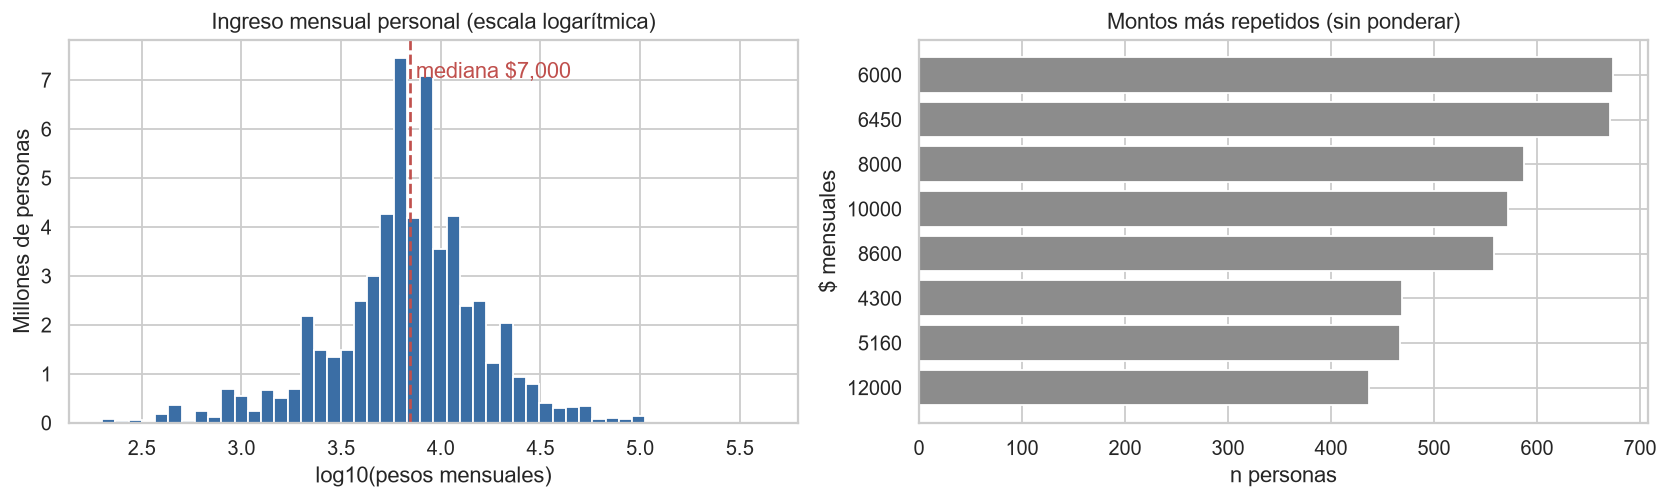 Ingreso mensual personal (escala logarítmica)
mediana $7,000
Millones de personas
7
6
5
4
3
2
1
0
2.5 3.0 3.5 4.0 4.5 5.0 5.5
log10(pesos mensuales)
Montos más repetidos (sin ponderar)
$ mensuales
6000
6450
8000
10000
8600
4300
5160
12000
0 100 200 300 400 500 600 700
n personas